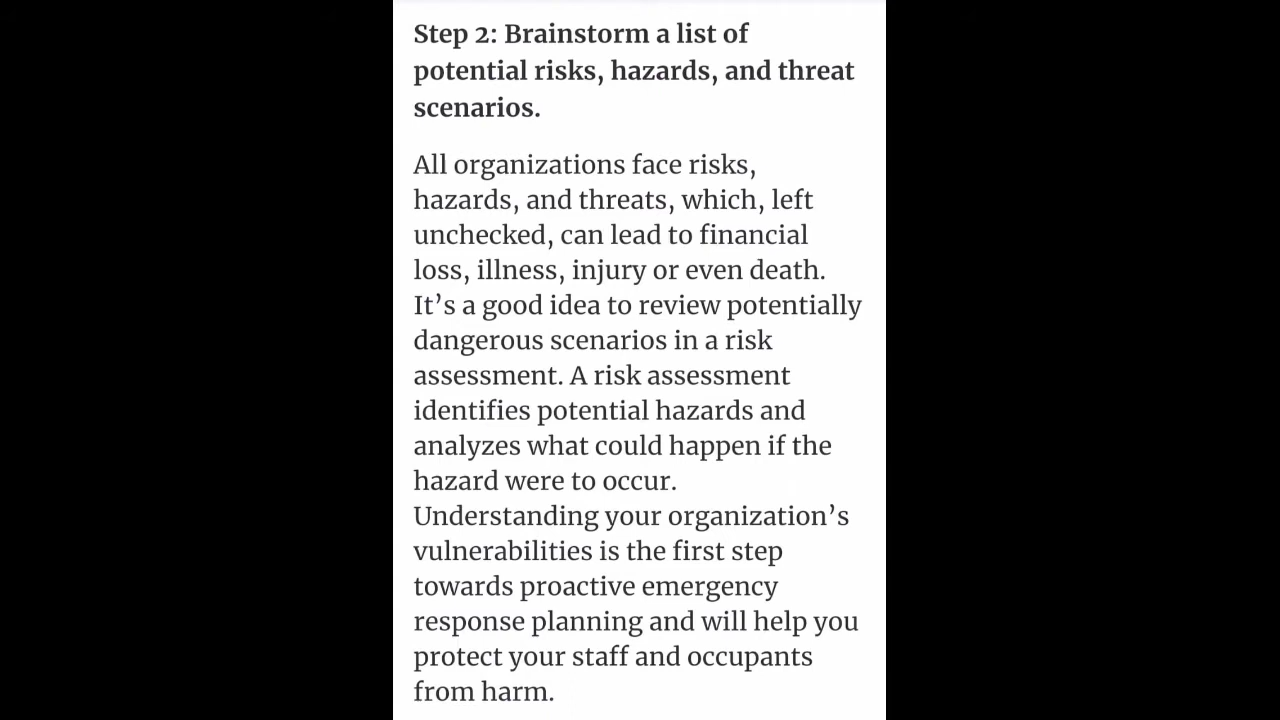 Step 2: Brainstorm a list of
potential risks, hazards, and threat
scenarios.
All organizations face risks,
hazards, and threats, which, left
unchecked, can lead to financial
loss, illness, injury or even death.
It’s a good idea to review potentially
dangerous scenarios in a risk
assessment. A risk assessment
identifies potential hazards and
analyzes what could happen if the
hazard were to occur.
Understanding your organization’s
vulnerabilities is the first step
towards proactive emergency
response planning and will help you
protect your staff and occupants
from harm.